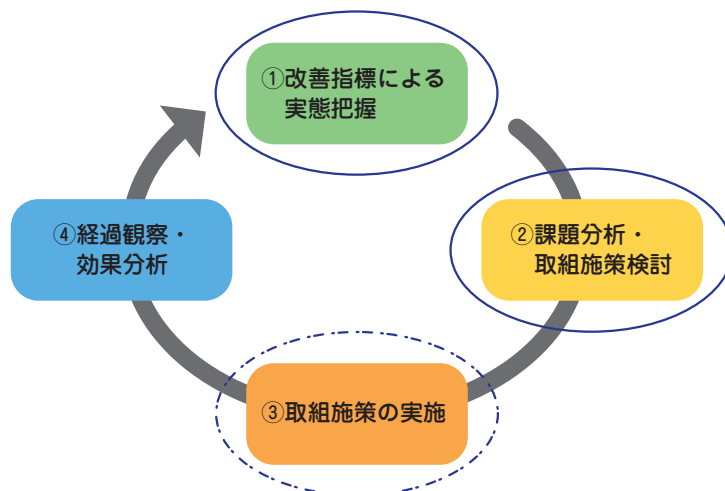 ①改善指標による
実態把握
②課題分析・
取組施策検討
③取組施策の実施
④経過観察・
効果分析